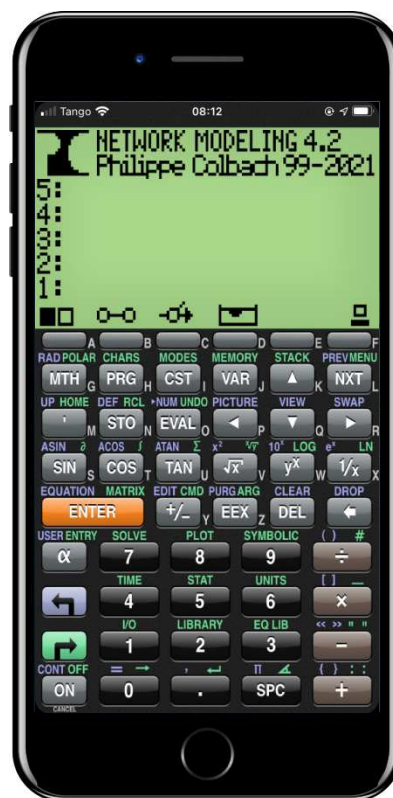 Tango 08:12
NETWORK MODELING 4.2
Philippe Colbach 99-2021
5:
4:
3:
2:
1:
A B C D E F
RAD POLAR CHARS MODES MEMORY STACK PREV MENU
MTH G PRG H CST I VAR J ▲ K NXT L
UP HOME DEF RCL →NUM UNDO PICTURE VIEW SWAP
' M STO N EVAL O ◀ P ▼ Q ▶ R
ASIN ∂ ACOS ∫ ATAN Σ x² ˣ√y 10ˣ LOG eˣ LN
SIN S COS T TAN U √x V yˣ W 1/x X
EQUATION MATRIX EDIT CMD PURG ARG CLEAR DROP
ENTER +/- Y EEX Z DEL
USER ENTRY SOLVE PLOT SYMBOLIC ( ) #
α 7 8 9 ÷
TIME STAT UNITS [ ] _
4 5 6 ×
I/O LIBRARY EQ LIB << >> " "
1 2 3 −
CONT OFF = → , ↵ π ∡ { } : :
ON 0 . SPC +
CANCEL